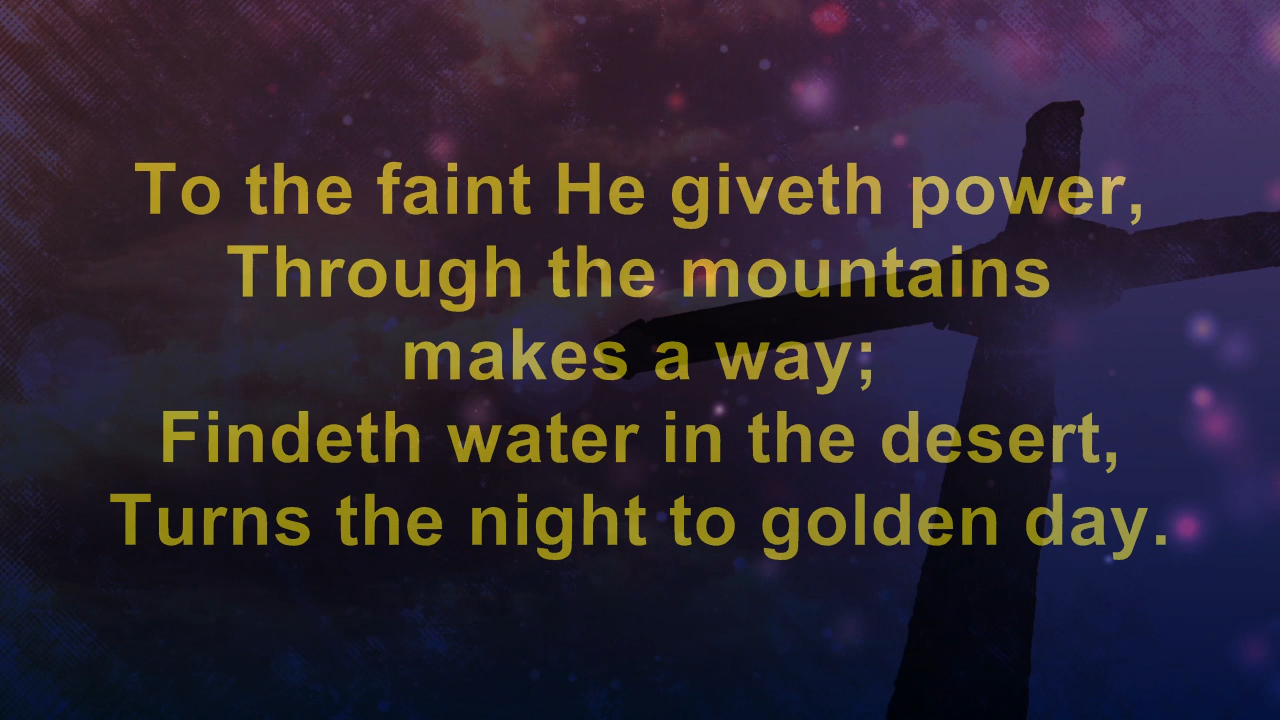 To the faint He giveth power,
Through the mountains
makes a way;
Findeth water in the desert,
Turns the night to golden day.